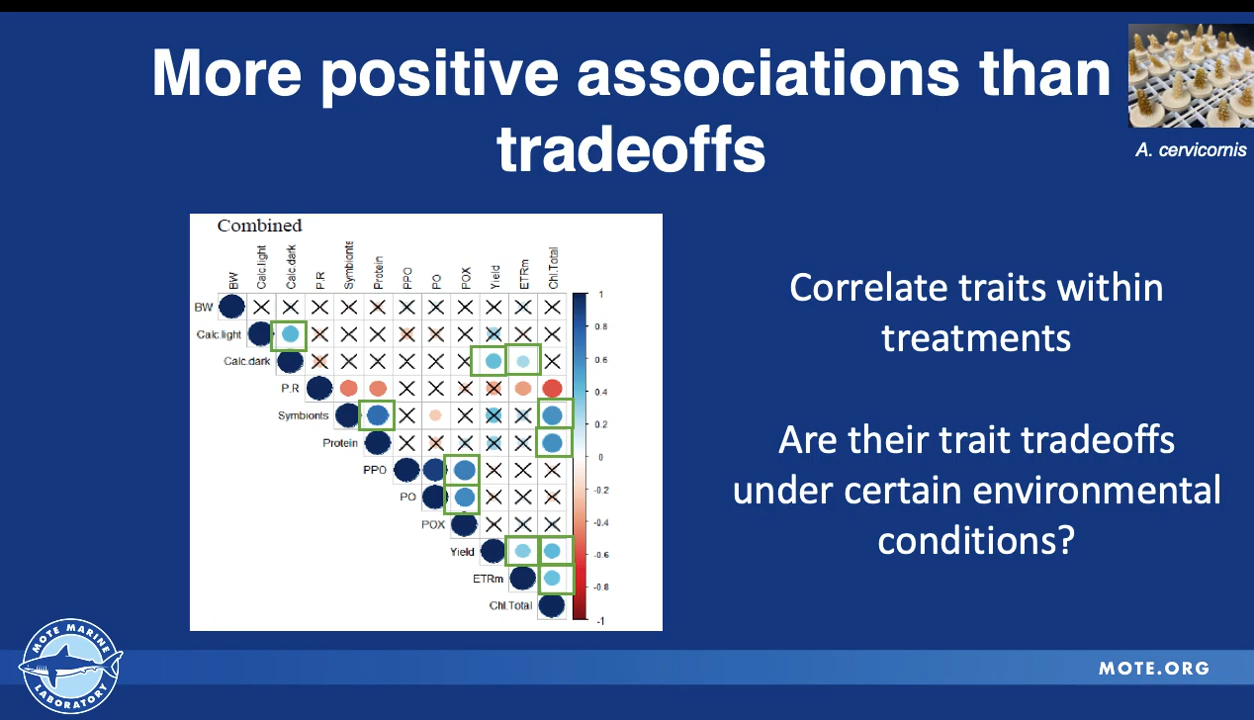 More positive associations than
tradeoffs
A. cervicornis
Combined
BW
Calc.light
Calc.dark
P.R
Symbionts
Protein
PPO
PO
POX
Yield
ETRm
Chl.Total
BW
Calc.light
Calc.dark
P.R
Symbionts
Protein
PPO
PO
POX
Yield
ETRm
Chl.Total
1
0.8
0.6
0.4
0.2
0
-0.2
-0.4
-0.6
-0.8
-1
Correlate traits within
treatments
Are their trait tradeoffs
under certain environmental
conditions?
MOTE MARINE
LABORATORY
MOTE.ORG